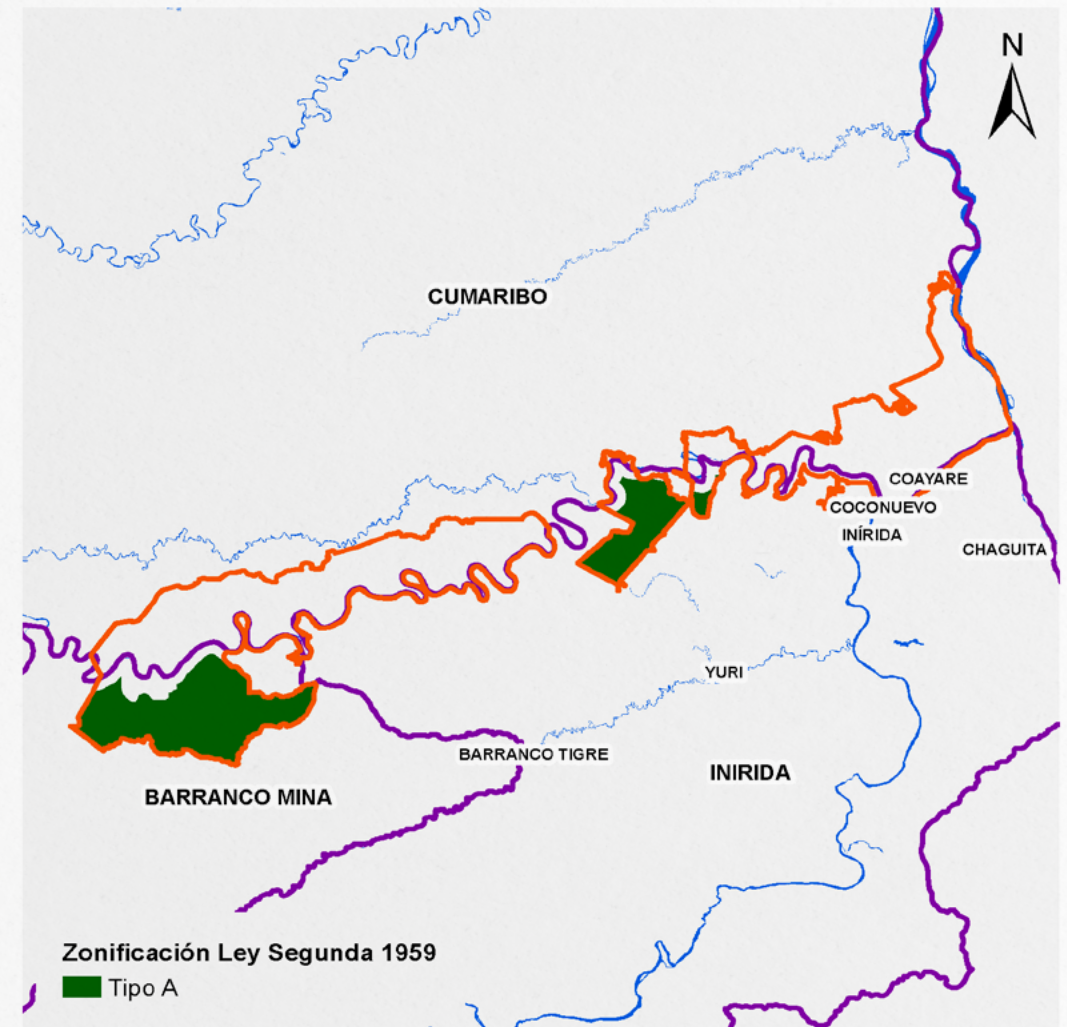 N
CUMARIBO
COAYARE
COCONUEVO
INÍRIDA
CHAGUITA
YURI
BARRANCO TIGRE
INIRIDA
BARRANCO MINA
Zonificación Ley Segunda 1959
Tipo A